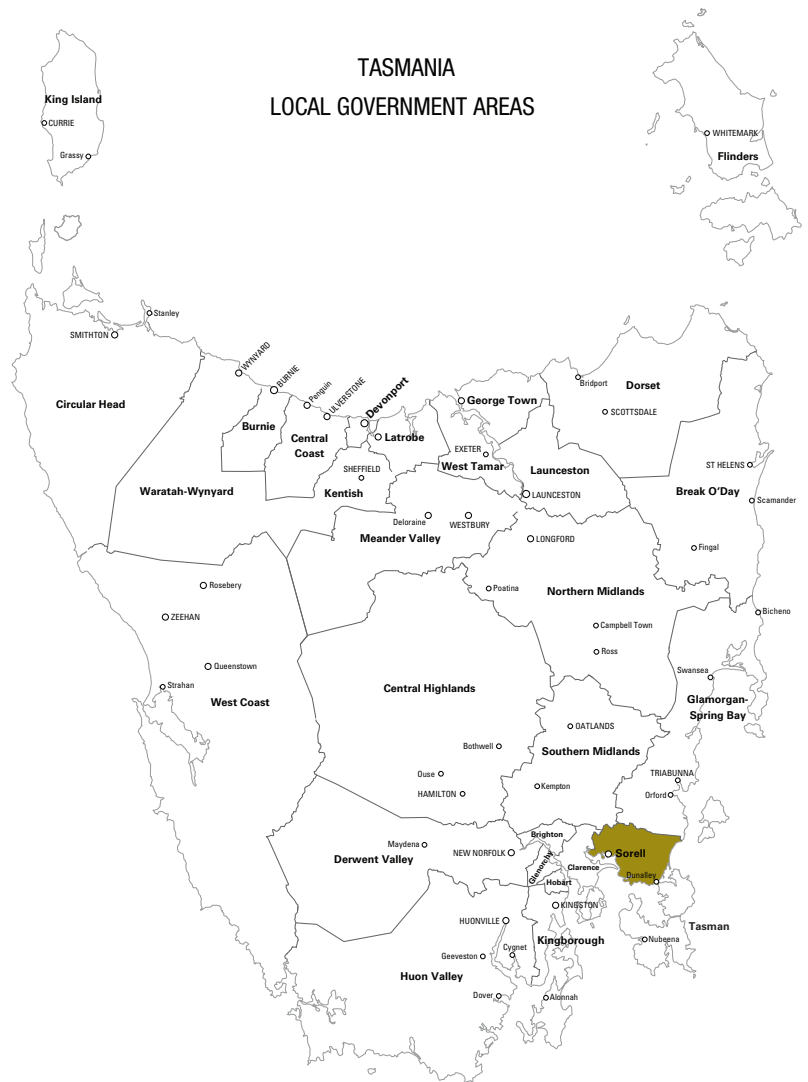 TASMANIA
LOCAL GOVERNMENT AREAS
King Island
CURRIE
Grassy
WHITEMARK
Flinders
Stanley
SMITHTON
WYNYARD
BURNIE
Penguin
ULVERSTONE
Devonport
George Town
Bridport
Dorset
SCOTTSDALE
Circular Head
Burnie
Central
Coast
Latrobe
EXETER
West Tamar
Launceston
LAUNCESTON
ST HELENS
Break O'Day
Scamander
Fingal
Waratah-Wynyard
SHEFFIELD
Kentish
Deloraine
WESTBURY
Meander Valley
LONGFORD
Poatina
Northern Midlands
Campbell Town
Ross
Bicheno
Rosebery
ZEEHAN
Queenstown
Strahan
West Coast
Central Highlands
Swansea
Glamorgan-
Spring Bay
OATLANDS
Southern Midlands
Bothwell
Ouse
HAMILTON
Kempton
TRIABUNNA
Orford
Maydena
Derwent Valley
NEW NORFOLK
Brighton
Glenorchy
Hobart
Clarence
Sorell
Dunalley
KINGSTON
Kingborough
Tasman
Nubeena
HUONVILLE
Cygnet
Geeveston
Huon Valley
Dover
Alonnah